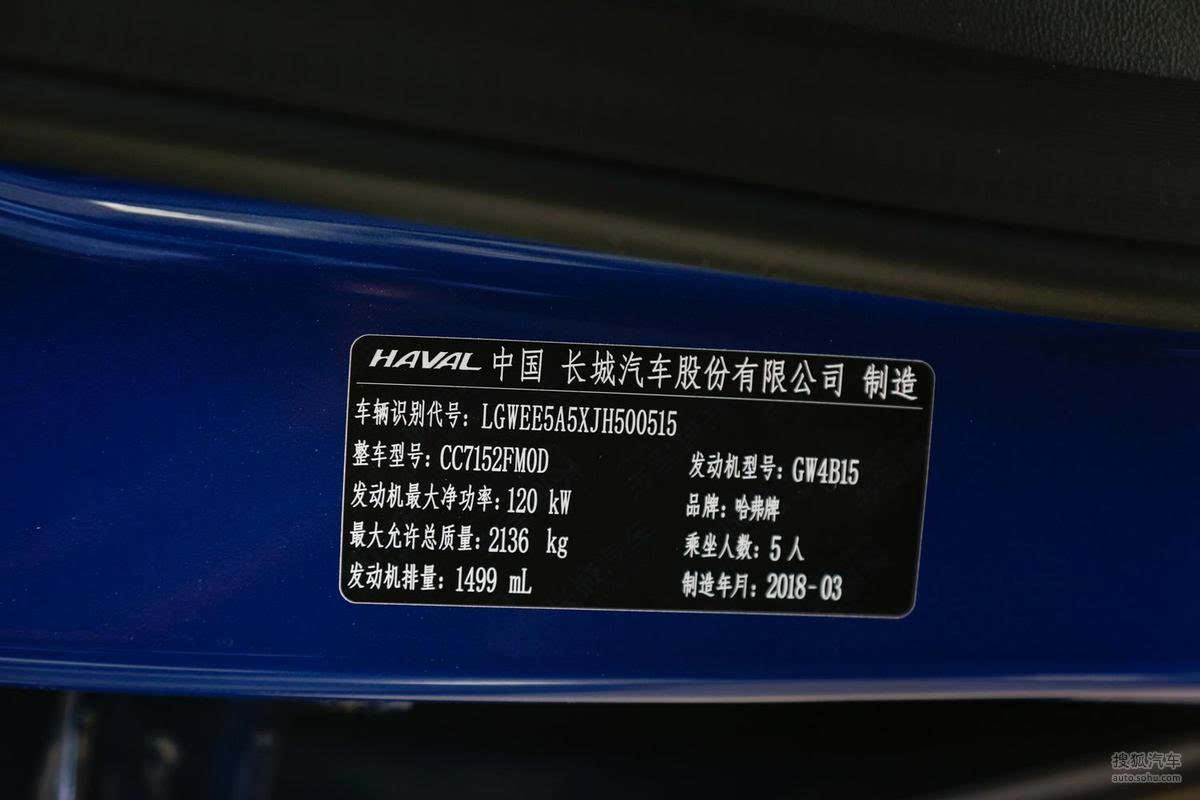 HAVAL 中国 长城汽车股份有限公司 制造
车辆识别代号: LGWEE5A5XJH500515
整车型号: CC7152FM0D 发动机型号: GW4B15
发动机最大净功率: 120 kW 品牌: 哈弗牌
最大允许总质量: 2136 kg 乘坐人数: 5人
发动机排量: 1499 mL 制造年月: 2018-03
搜狐汽车
auto.sohu.com